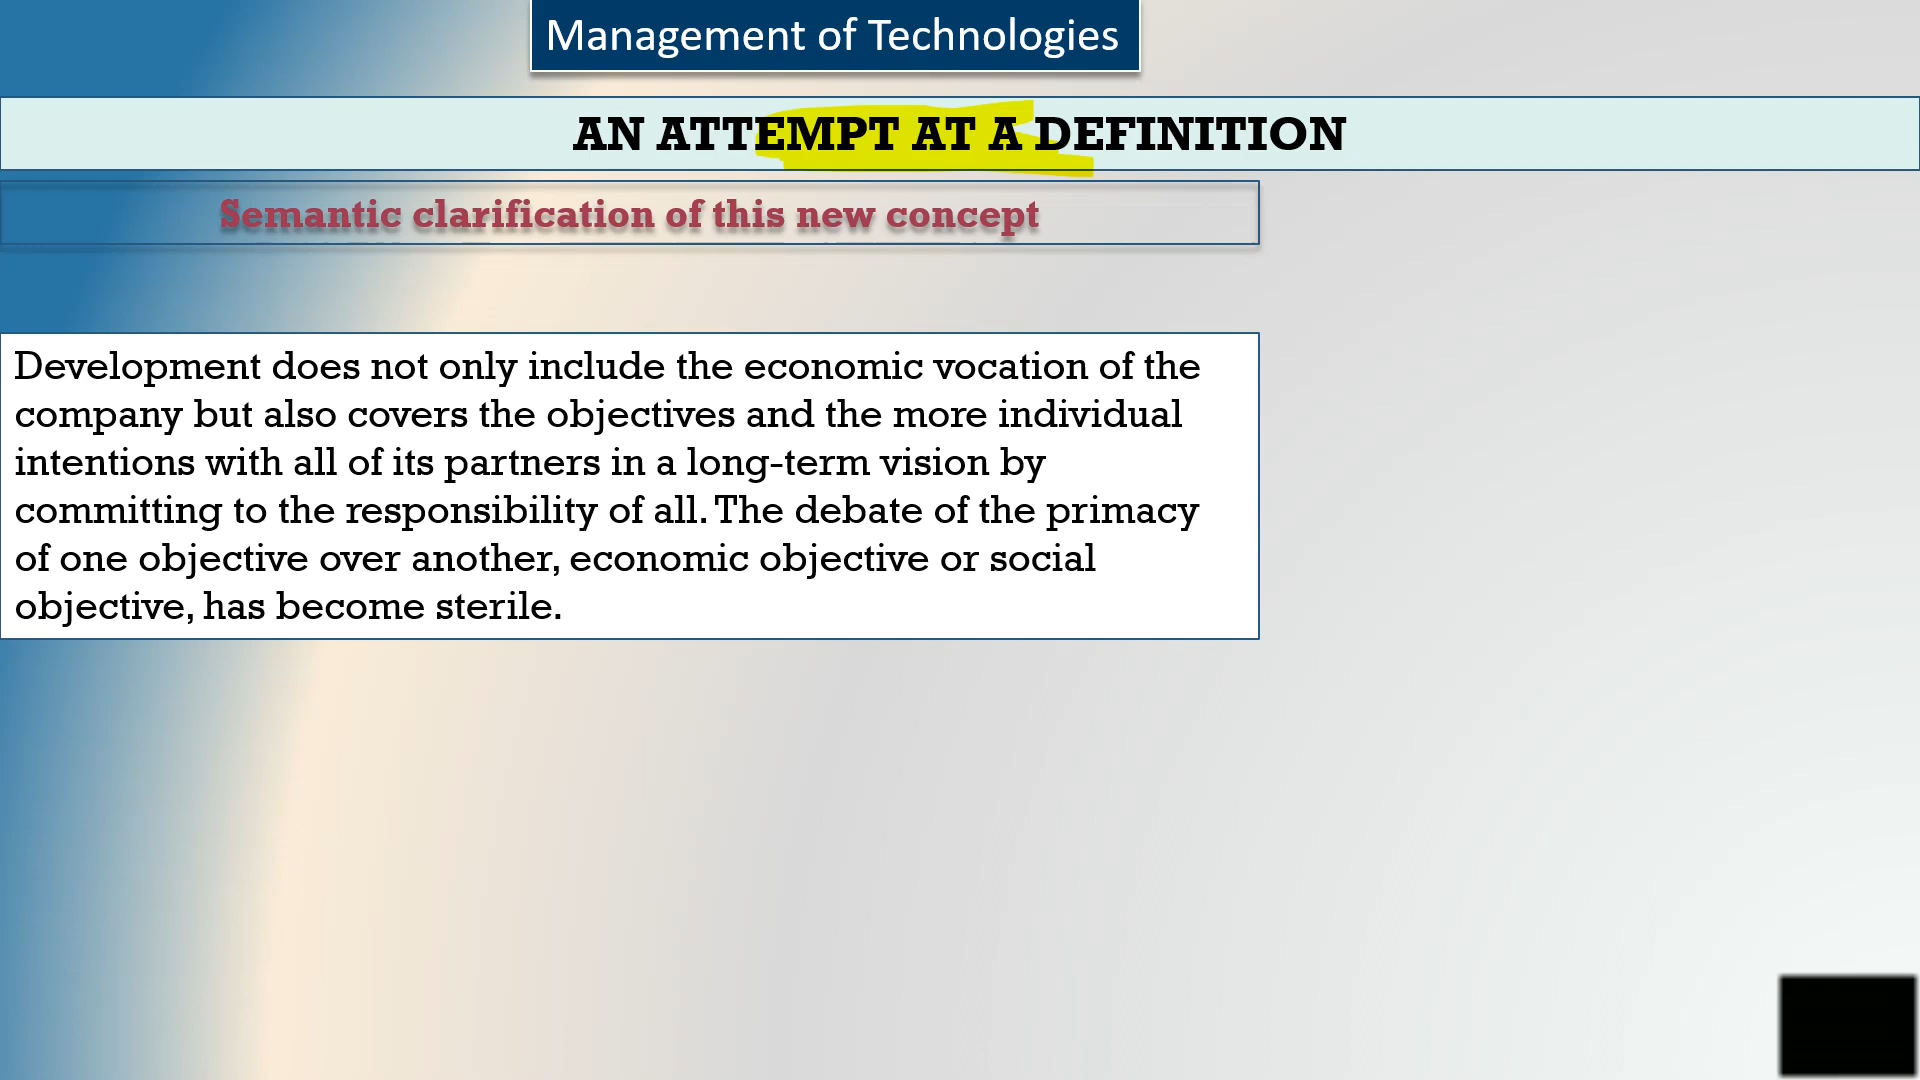 Management of Technologies
AN ATTEMPT AT A DEFINITION
Semantic clarification of this new concept
Development does not only include the economic vocation of the
company but also covers the objectives and the more individual
intentions with all of its partners in a long-term vision by
committing to the responsibility of all. The debate of the primacy
of one objective over another, economic objective or social
objective, has become sterile.